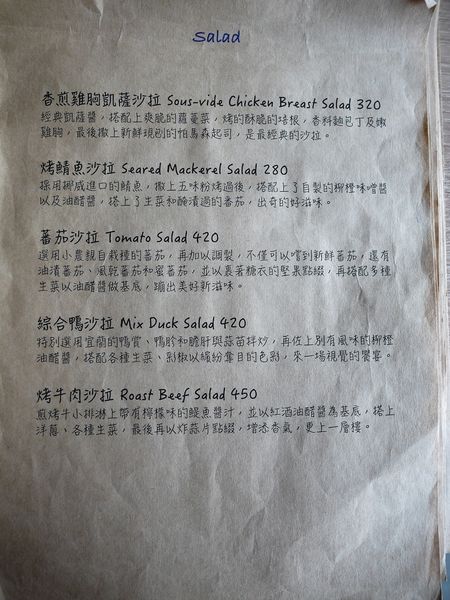 Salad
香煎雞胸凱薩沙拉 Sous-vide Chicken Breast Salad 320
經典凱薩醬，搭配上爽脆的蘿蔓菜，烤的酥脆的培根，香料麵包丁及嫩
雞胸，最後撒上新鮮現刨的帕馬森起司，是最經典的沙拉。
烤鯖魚沙拉 Seared Mackerel Salad 280
採用挪威進口的鯖魚，撒上五味粉烤過後，搭配上了自製的柳橙味噌醬
以及油醋醬，搭上了生菜和醃漬過的番茄，出奇的好滋味。
蕃茄沙拉 Tomato Salad 420
選用小農親自栽種的蕃茄，再加以調製，不僅可以嚐到新鮮蕃茄，還有
油漬蕃茄、風乾蕃茄和蜜蕃茄，並以裹著糖衣的堅果點綴，再搭配多種
生菜以油醋醬做基底，蹦出美好新滋味。
綜合鴨沙拉 Mix Duck Salad 420
特別選用宜蘭的鴨賞、鴨胗和膽肝與蒜苗拌炒，再佐上別有風味的柳橙
油醋醬，搭配各種生菜、彩椒以繽紛奪目的色彩，來一場視覺的饗宴。
烤牛肉沙拉 Roast Beef Salad 450
煎烤牛小排淋上帶有檸檬味的鯷魚醬汁，並以紅酒油醋醬為基底，搭上
洋蔥、各種生菜，最後再以炸蒜片點綴，增添香氣，更上一層樓。